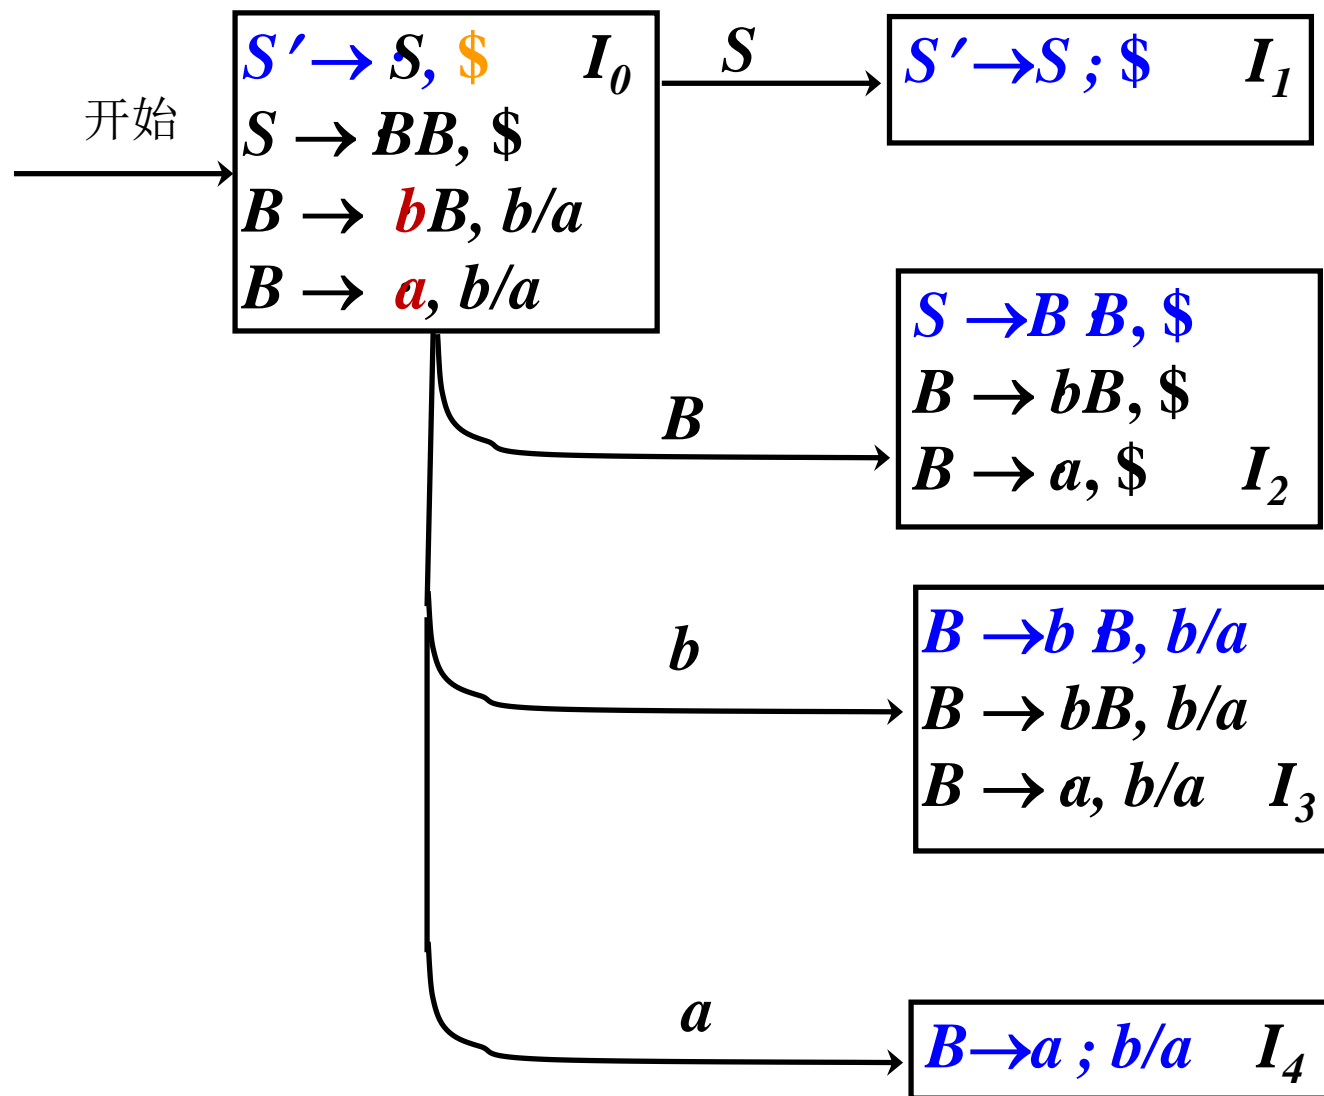 开始
S′ → ·S, $ I0
S → ·BB, $
B → ·bB, b/a
B → ·a, b/a
S
S′ → S·, $ I1
B
S → B·B, $
B → ·bB, $
B → ·a, $ I2
b
B → b·B, b/a
B → ·bB, b/a
B → ·a, b/a I3
a
B → a·, b/a I4